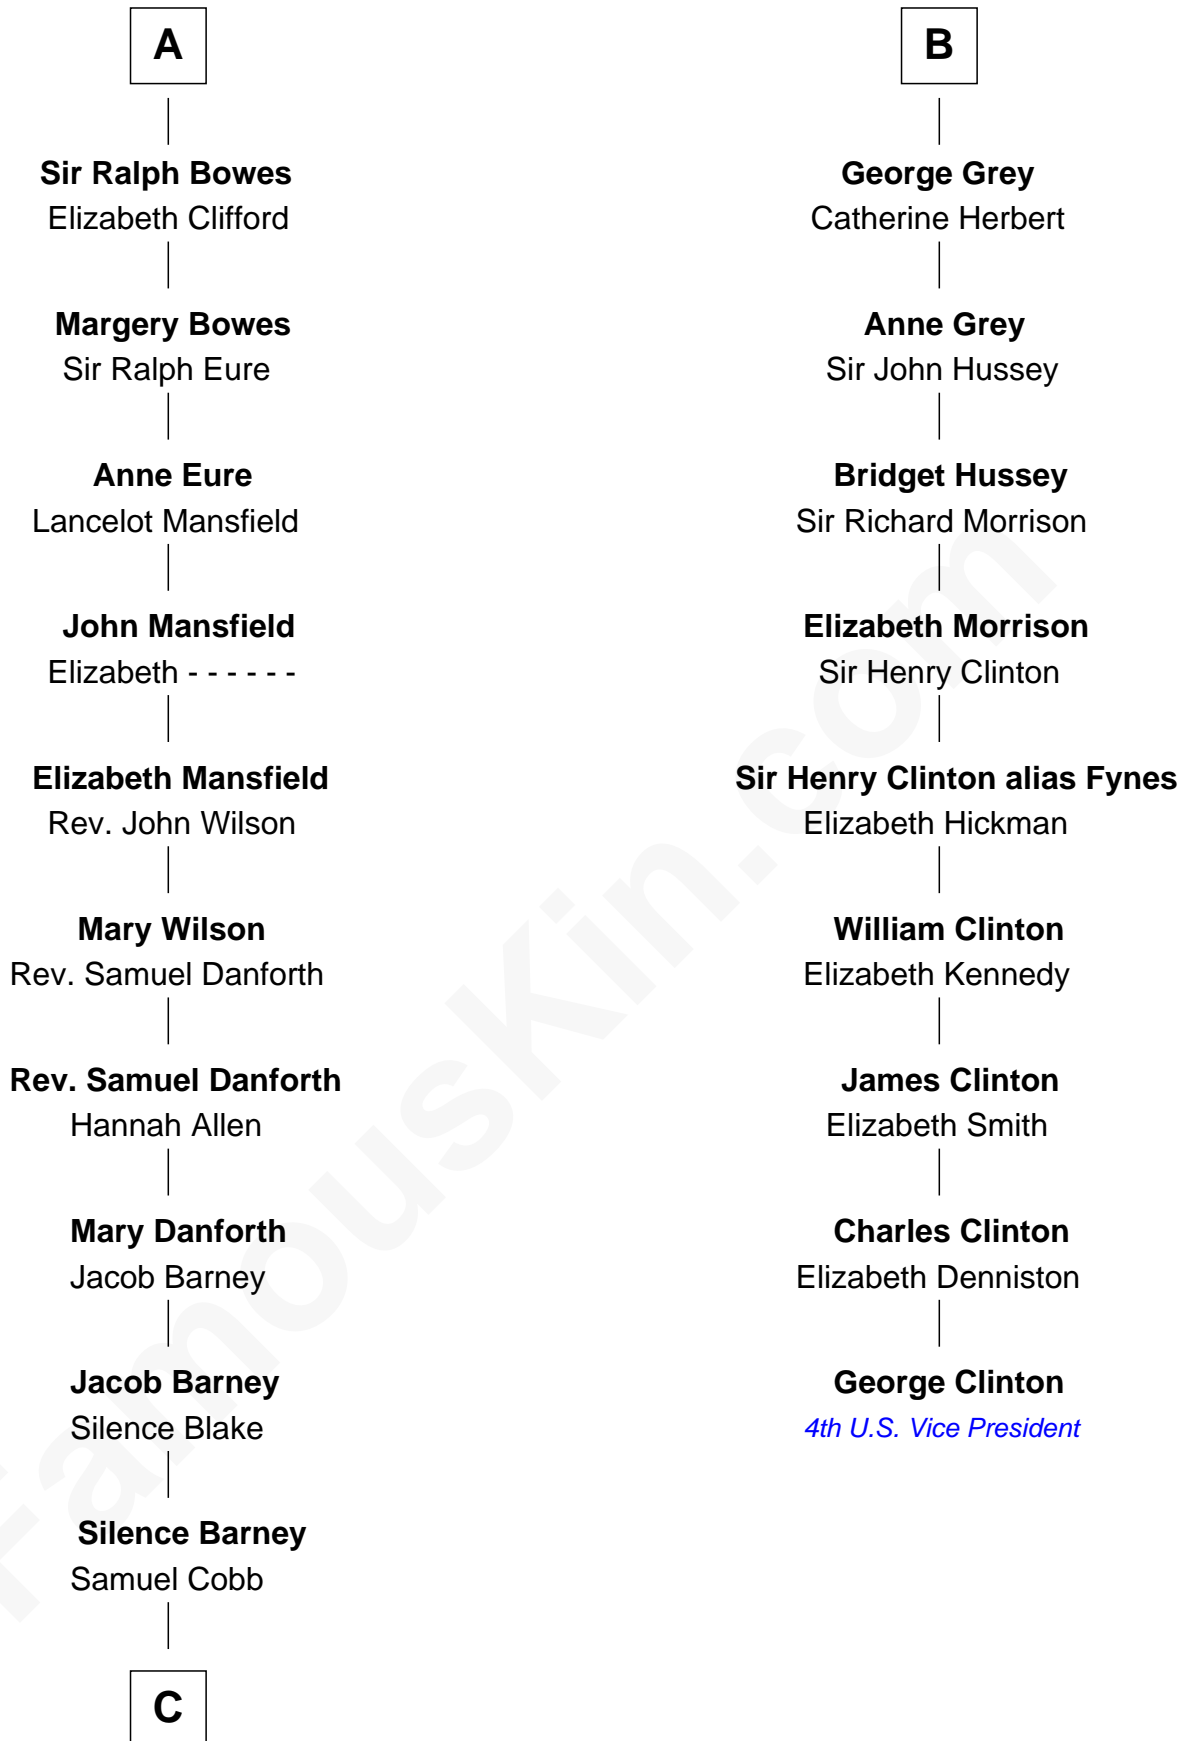 A
Sir Ralph Bowes
Elizabeth Clifford
Margery Bowes
Sir Ralph Eure
Anne Eure
Lancelot Mansfield
John Mansfield
Elizabeth - - - - - -
Elizabeth Mansfield
Rev. John Wilson
Mary Wilson
Rev. Samuel Danforth
Rev. Samuel Danforth
Hannah Allen
Mary Danforth
Jacob Barney
Jacob Barney
Silence Blake
Silence Barney
Samuel Cobb
C
B
George Grey
Catherine Herbert
Anne Grey
Sir John Hussey
Bridget Hussey
Sir Richard Morrison
Elizabeth Morrison
Sir Henry Clinton
Sir Henry Clinton alias Fynes
Elizabeth Hickman
William Clinton
Elizabeth Kennedy
James Clinton
Elizabeth Smith
Charles Clinton
Elizabeth Denniston
George Clinton
4th U.S. Vice President
FamousKin.com